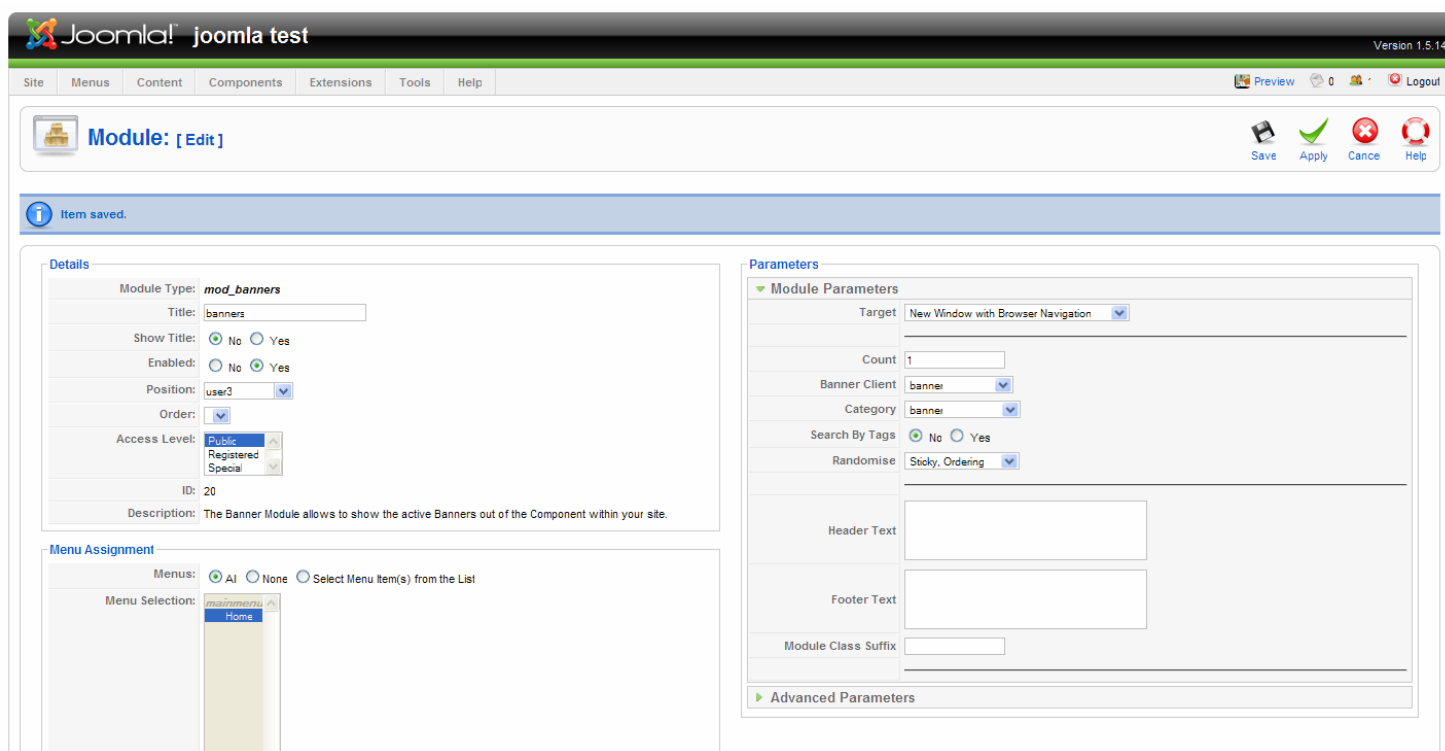 Joomla! joomla test
Version 1.5.14
Site Menus Content Components Extensions Tools Help Preview 0 Logout
Module: [ Edit ]
Save Apply Cance Help
Item saved.
Details
Module Type: mod_banners
Title: banners
Show Title: No Yes
Enabled: No Yes
Position: user3
Order:
Access Level: Public
Registered
Special
ID: 20
Description: The Banner Module allows to show the active Banners out of the Component within your site.
Menu Assignment
Menus: Al None Select Menu Item(s) from the List
Menu Selection: mainmenu
Home
Parameters
Module Parameters
Target New Window with Browser Navigation
Count 1
Banner Client banner
Category banner
Search By Tags No Yes
Randomise Sticky, Ordering
Header Text
Footer Text
Module Class Suffix
Advanced Parameters